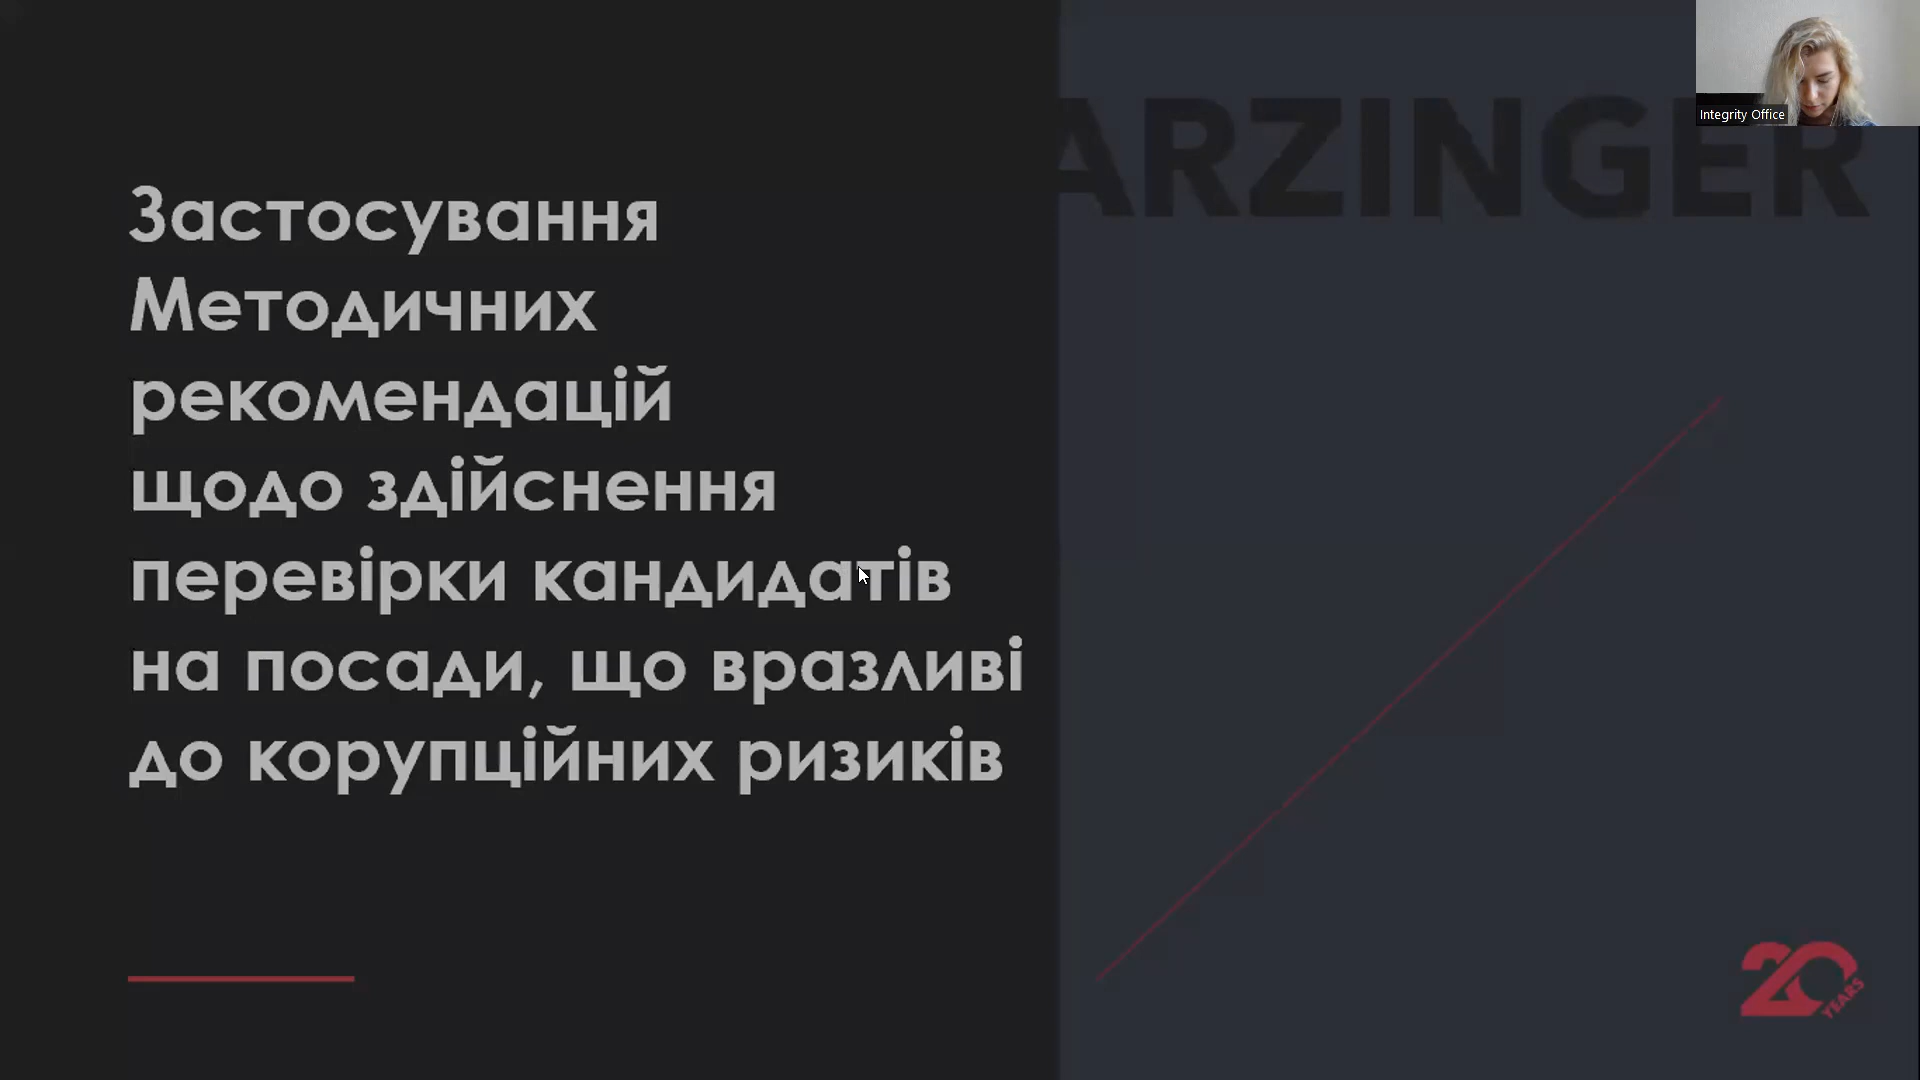 Застосування
Методичних
рекомендацій
щодо здійснення
перевірки кандидатів
на посади, що вразливі
до корупційних ризиків
ARZINGER
Integrity Office
20
YEARS